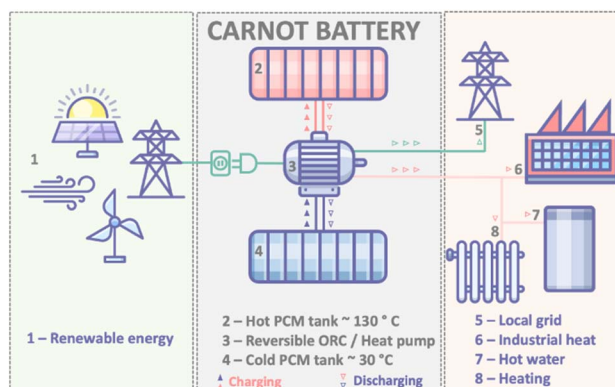 CARNOT BATTERY
1
2
3
4
5
6
7
8
1 – Renewable energy
2 – Hot PCM tank ~ 130 ° C
3 – Reversible ORC / Heat pump
4 – Cold PCM tank ~ 30 °C
Charging
Discharging
5 – Local grid
6 – Industrial heat
7 – Hot water
8 – Heating